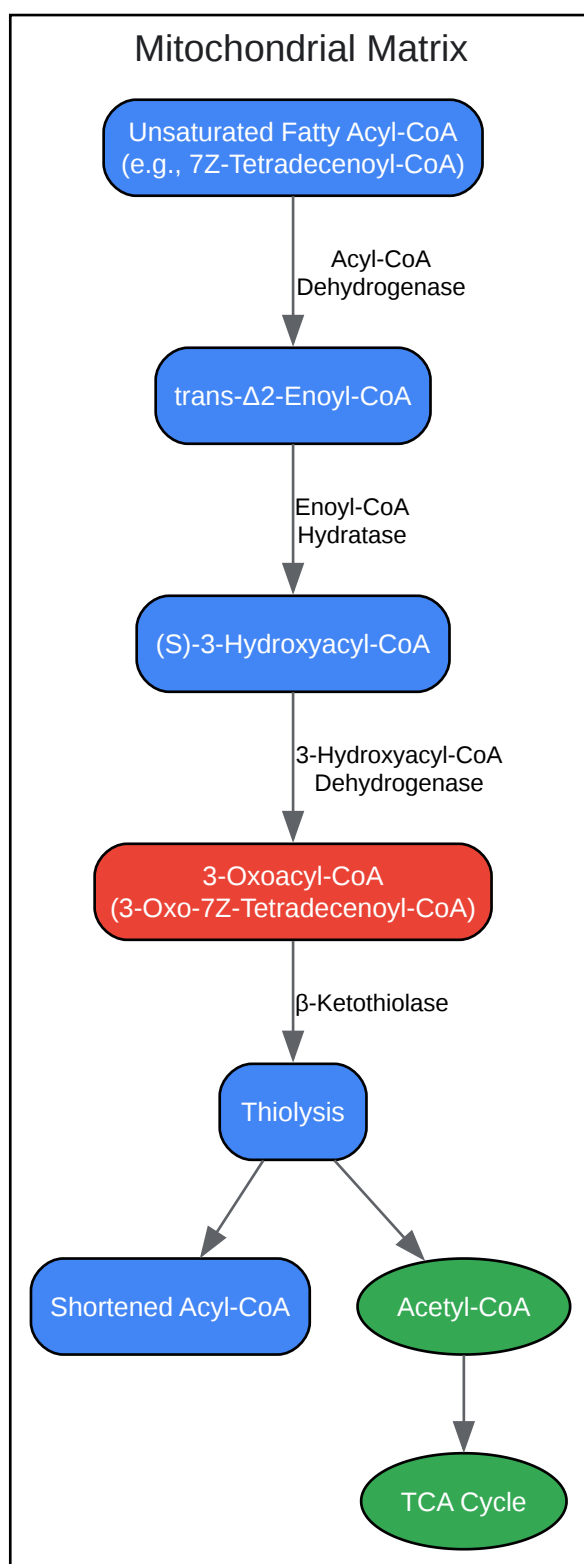 Mitochondrial Matrix
Unsaturated Fatty Acyl-CoA
(e.g., 7Z-Tetradecenoyl-CoA)
Acyl-CoA
Dehydrogenase
trans-Δ2-Enoyl-CoA
Enoyl-CoA
Hydratase
(S)-3-Hydroxyacyl-CoA
3-Hydroxyacyl-CoA
Dehydrogenase
3-Oxoacyl-CoA
(3-Oxo-7Z-Tetradecenoyl-CoA)
β-Ketothiolase
Thiolysis
Shortened Acyl-CoA
Acetyl-CoA
TCA Cycle